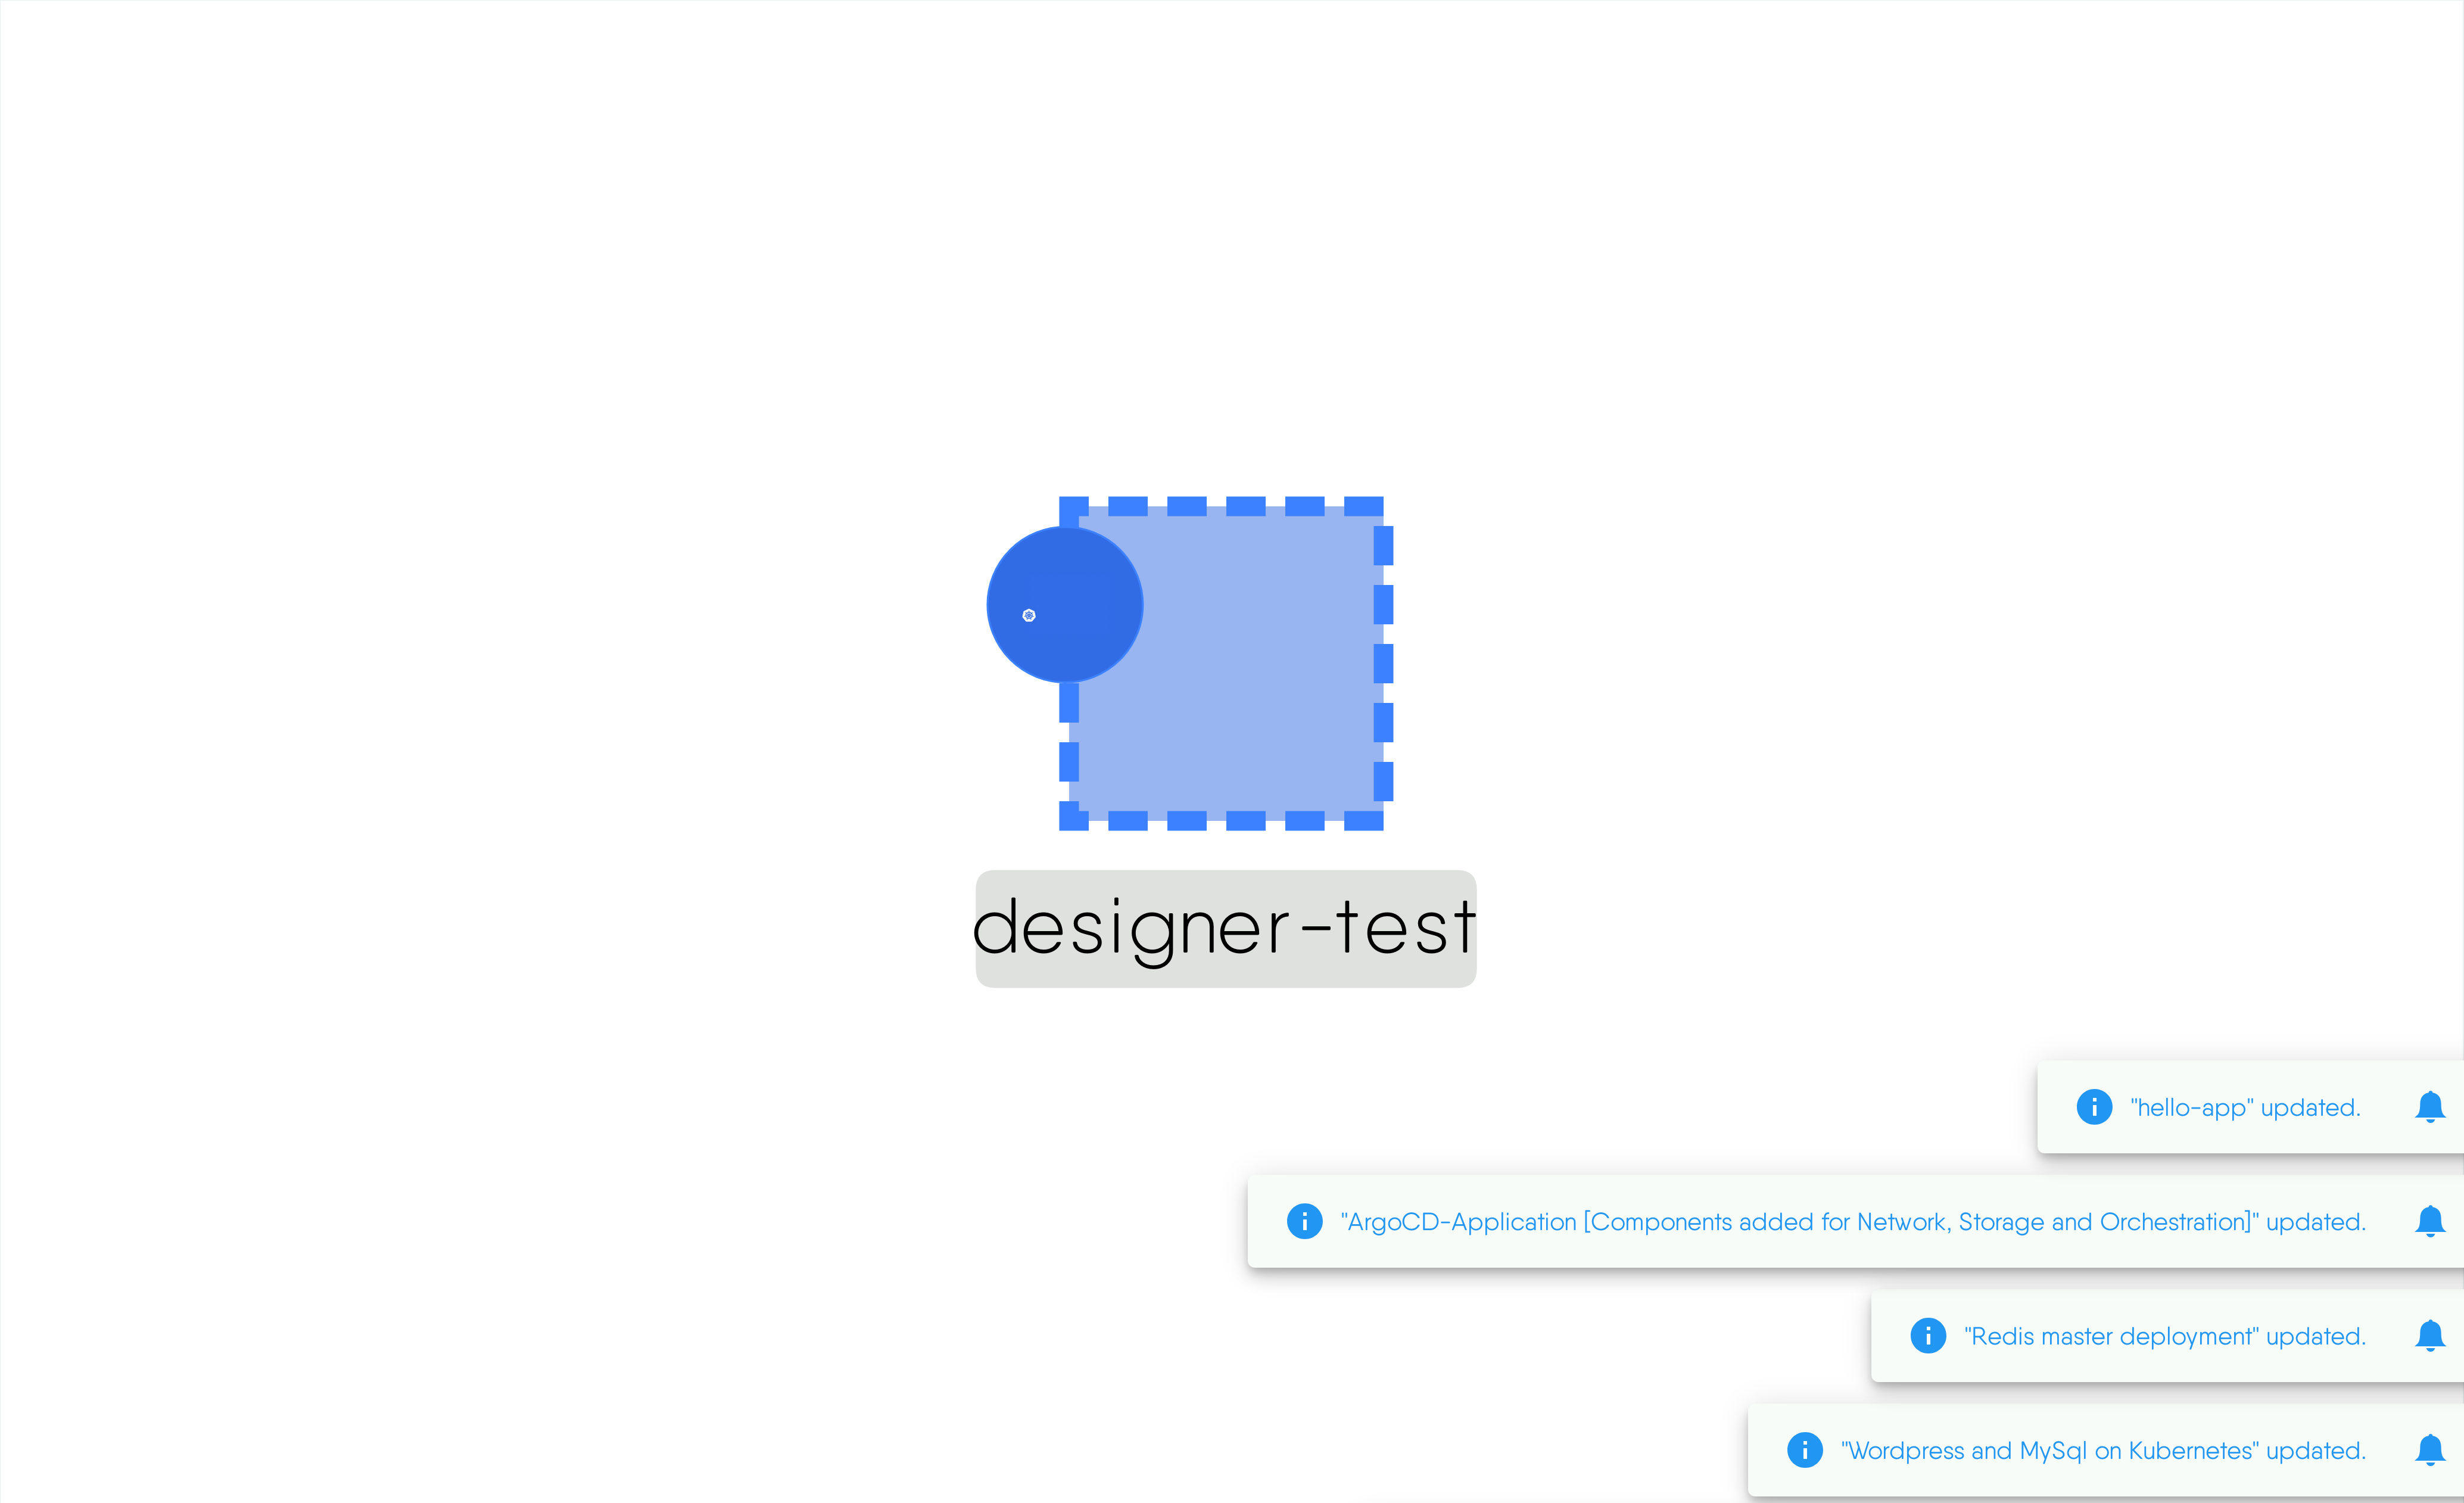 designer-test
"hello-app" updated.
"ArgoCD-Application [Components added for Network, Storage and Orchestration]" updated.
"Redis master deployment" updated.
"Wordpress and MySql on Kubernetes" updated.